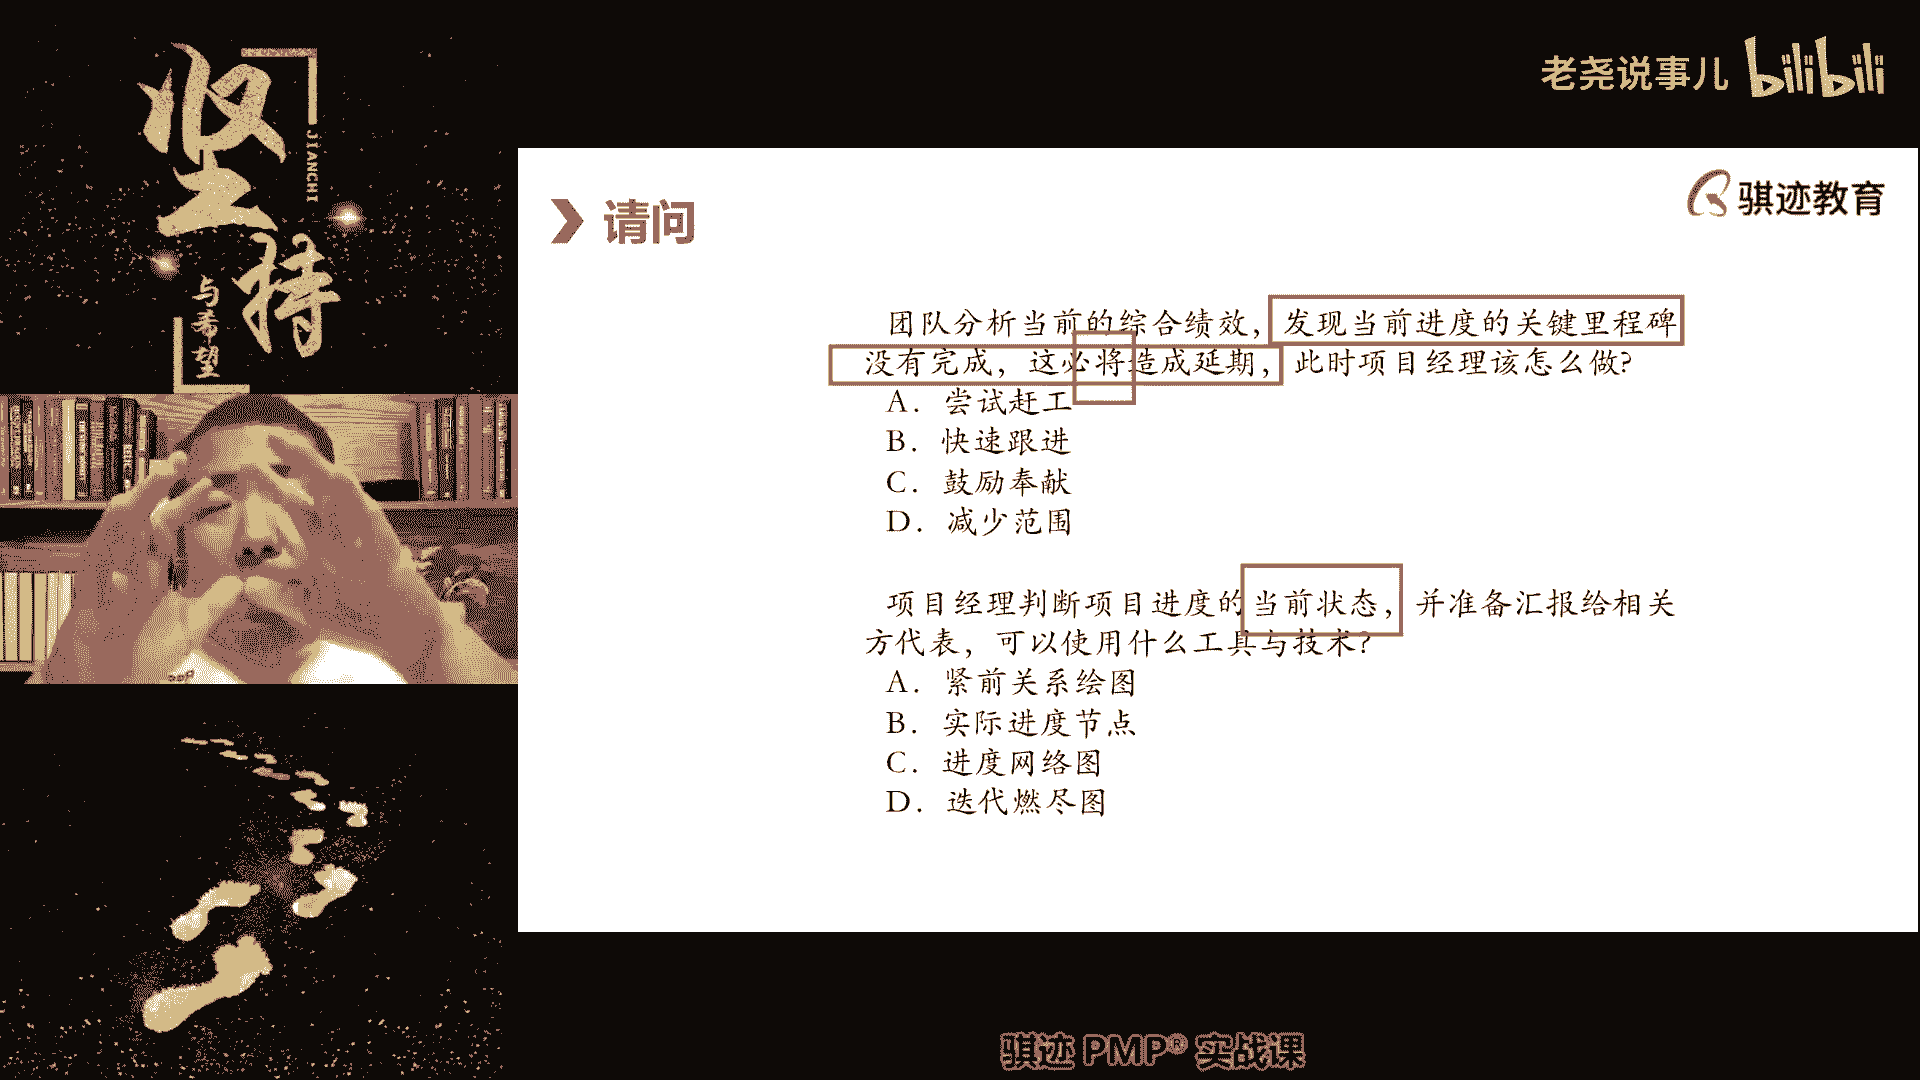 坚持
JIANCHI
与希望
老尧说事儿 bilibili
骐迹教育
请问
团队分析当前的综合绩效，发现当前进度的关键里程碑
没有完成，这必将造成延期，此时项目经理该怎么做?
A. 尝试赶工
B. 快速跟进
C. 鼓励奉献
D. 减少范围
项目经理判断项目进度的当前状态，并准备汇报给相关
方代表，可以使用什么工具与技术?
A. 紧前关系绘图
B. 实际进度节点
C. 进度网络图
D. 迭代燃尽图
骐迹 PMP® 实战课